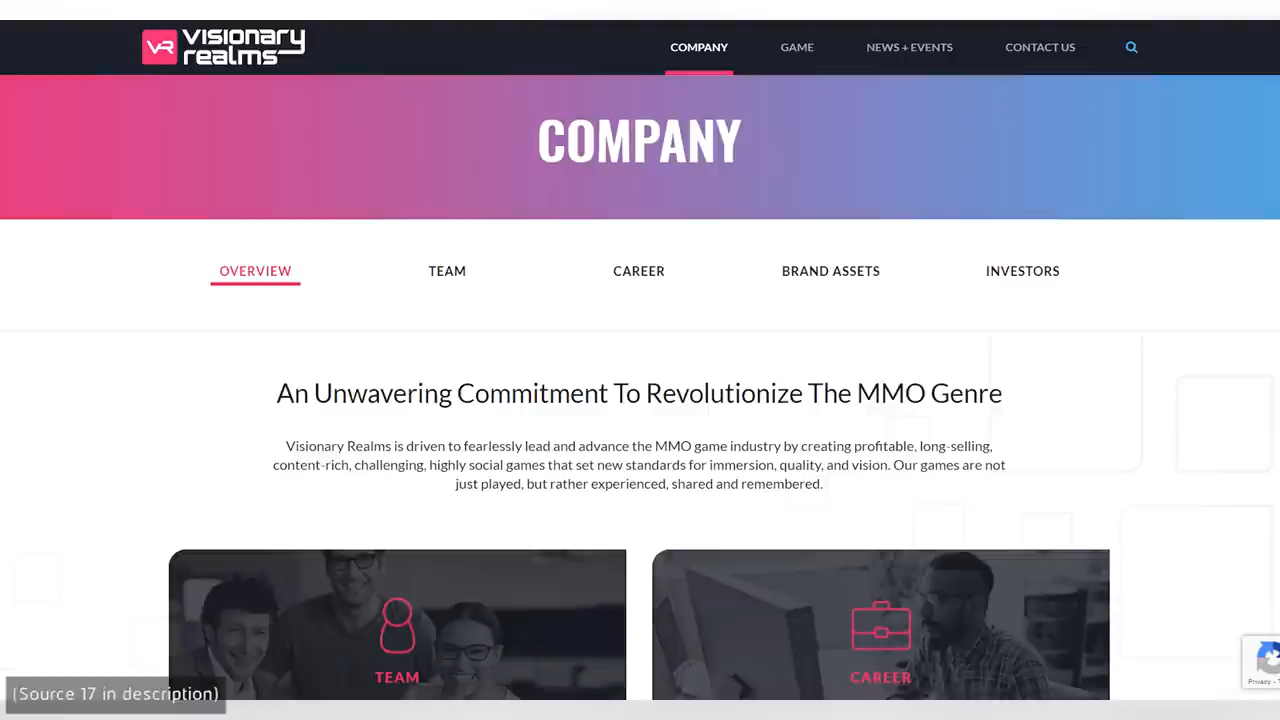 VR visionary realms
COMPANY GAME NEWS + EVENTS CONTACT US
COMPANY
OVERVIEW TEAM CAREER BRAND ASSETS INVESTORS
An Unwavering Commitment To Revolutionize The MMO Genre
Visionary Realms is driven to fearlessly lead and advance the MMO game industry by creating profitable, long-selling,
content-rich, challenging, highly social games that set new standards for immersion, quality, and vision. Our games are not
just played, but rather experienced, shared and remembered.
TEAM CAREER
Privacy -
(Source 17 in description)